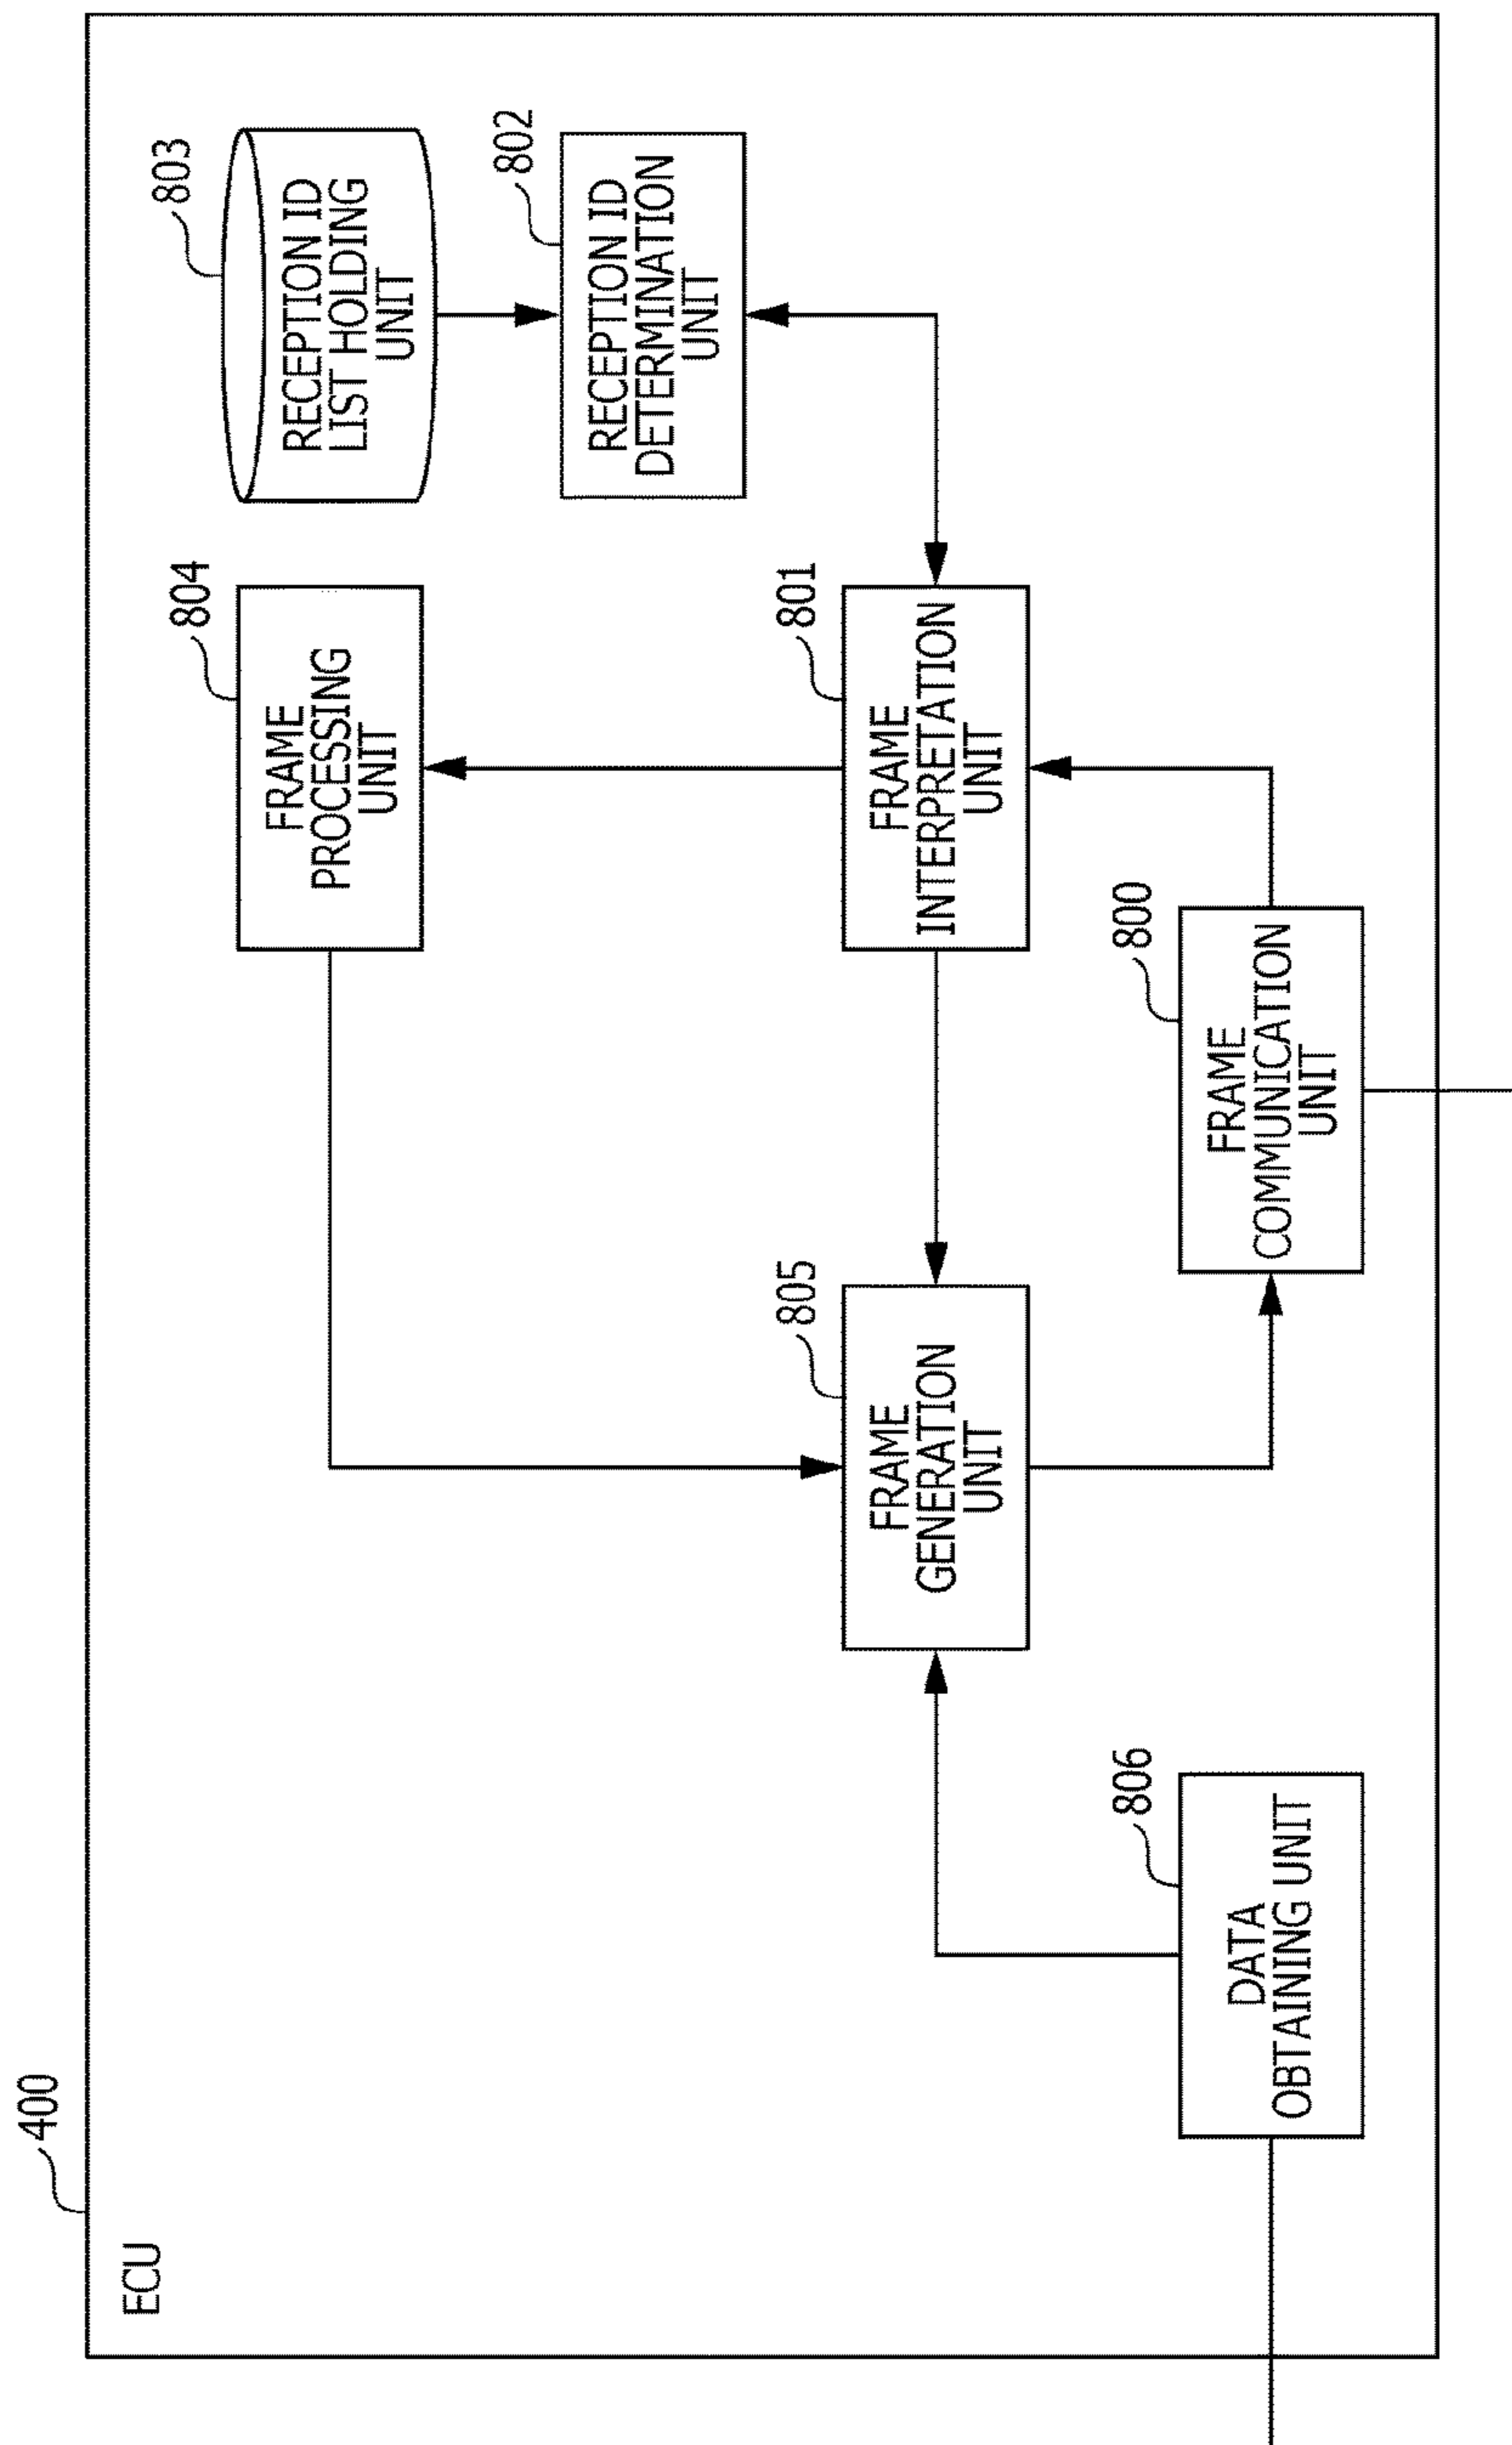 400
ECU
804
FRAME
PROCESSING
UNIT
803
RECEPTION ID
LIST HOLDING
UNIT
802
RECEPTION ID
DETERMINATION
UNIT
805
FRAME
GENERATION
UNIT
801
FRAME
INTERPRETATION
UNIT
806
DATA
OBTAINING UNIT
800
FRAME
COMMUNICATION
UNIT